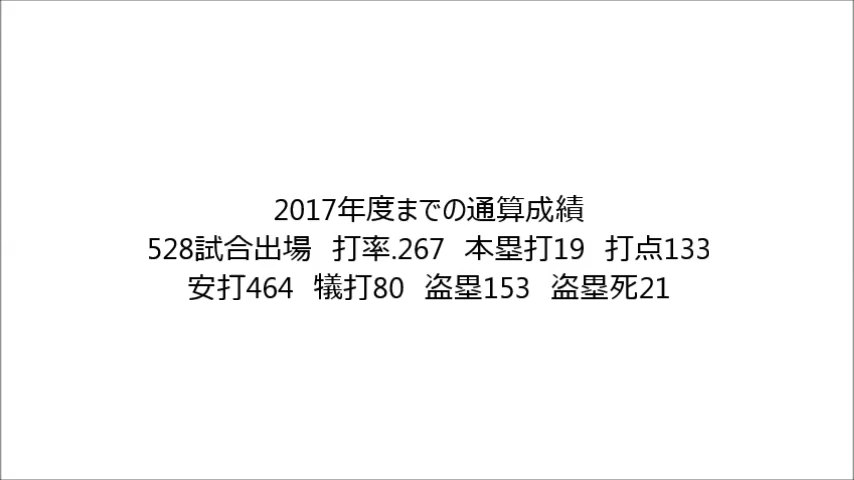 2017年度までの通算成績
528試合出場　打率.267　本塁打19　打点133
安打464　犠打80　盗塁153　盗塁死21